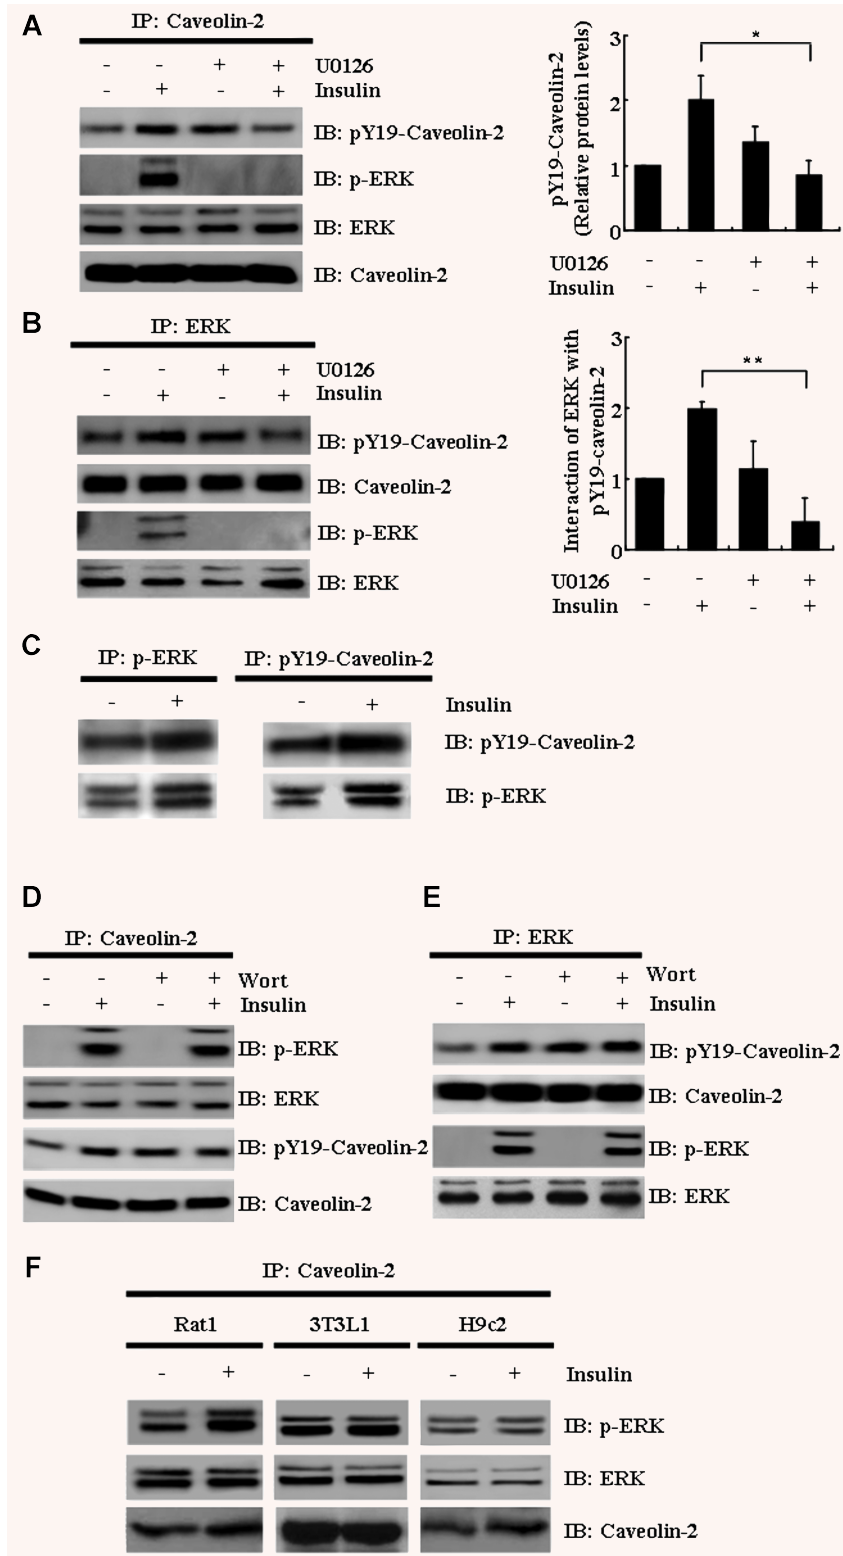 A
IP: Caveolin-2
- - + + U0126
- + - + Insulin
IB: pY19-Caveolin-2
IB: p-ERK
IB: ERK
IB: Caveolin-2
pY19-Caveolin-2
(Relative protein levels)
3
2
1
0
*
U0126 - - + +
Insulin - + - +
B
IP: ERK
- - + + U0126
- + - + Insulin
IB: pY19-Caveolin-2
IB: Caveolin-2
IB: p-ERK
IB: ERK
Interaction of ERK with
pY19-caveolin-2
3
2
1
0
**
U0126 - - + +
Insulin - + - +
C
IP: p-ERK
IP: pY19-Caveolin-2
- + - + Insulin
IB: pY19-Caveolin-2
IB: p-ERK
D
IP: Caveolin-2
- - + + Wort
- + - + Insulin
IB: p-ERK
IB: ERK
IB: pY19-Caveolin-2
IB: Caveolin-2
E
IP: ERK
- - + + Wort
- + - + Insulin
IB: pY19-Caveolin-2
IB: Caveolin-2
IB: p-ERK
IB: ERK
F
IP: Caveolin-2
Rat1 3T3L1 H9c2
- + - + - + Insulin
IB: p-ERK
IB: ERK
IB: Caveolin-2